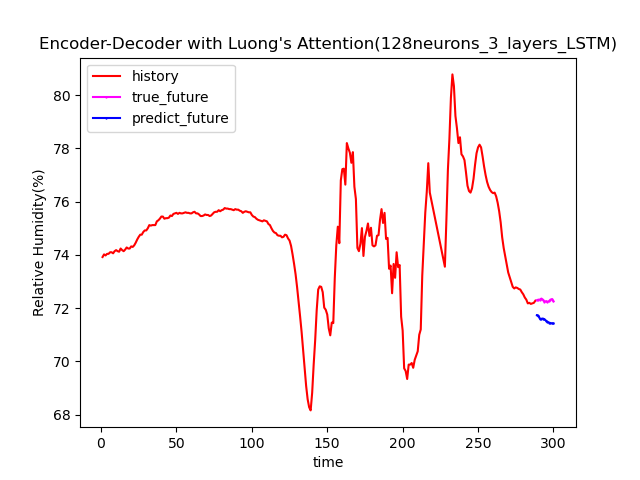 Encoder-Decoder with Luong's Attention(128neurons_3_layers_LSTM)
history
true_future
predict_future
Relative Humidity(%)
80
78
76
74
72
70
68
0
50
100
150
200
250
300
time